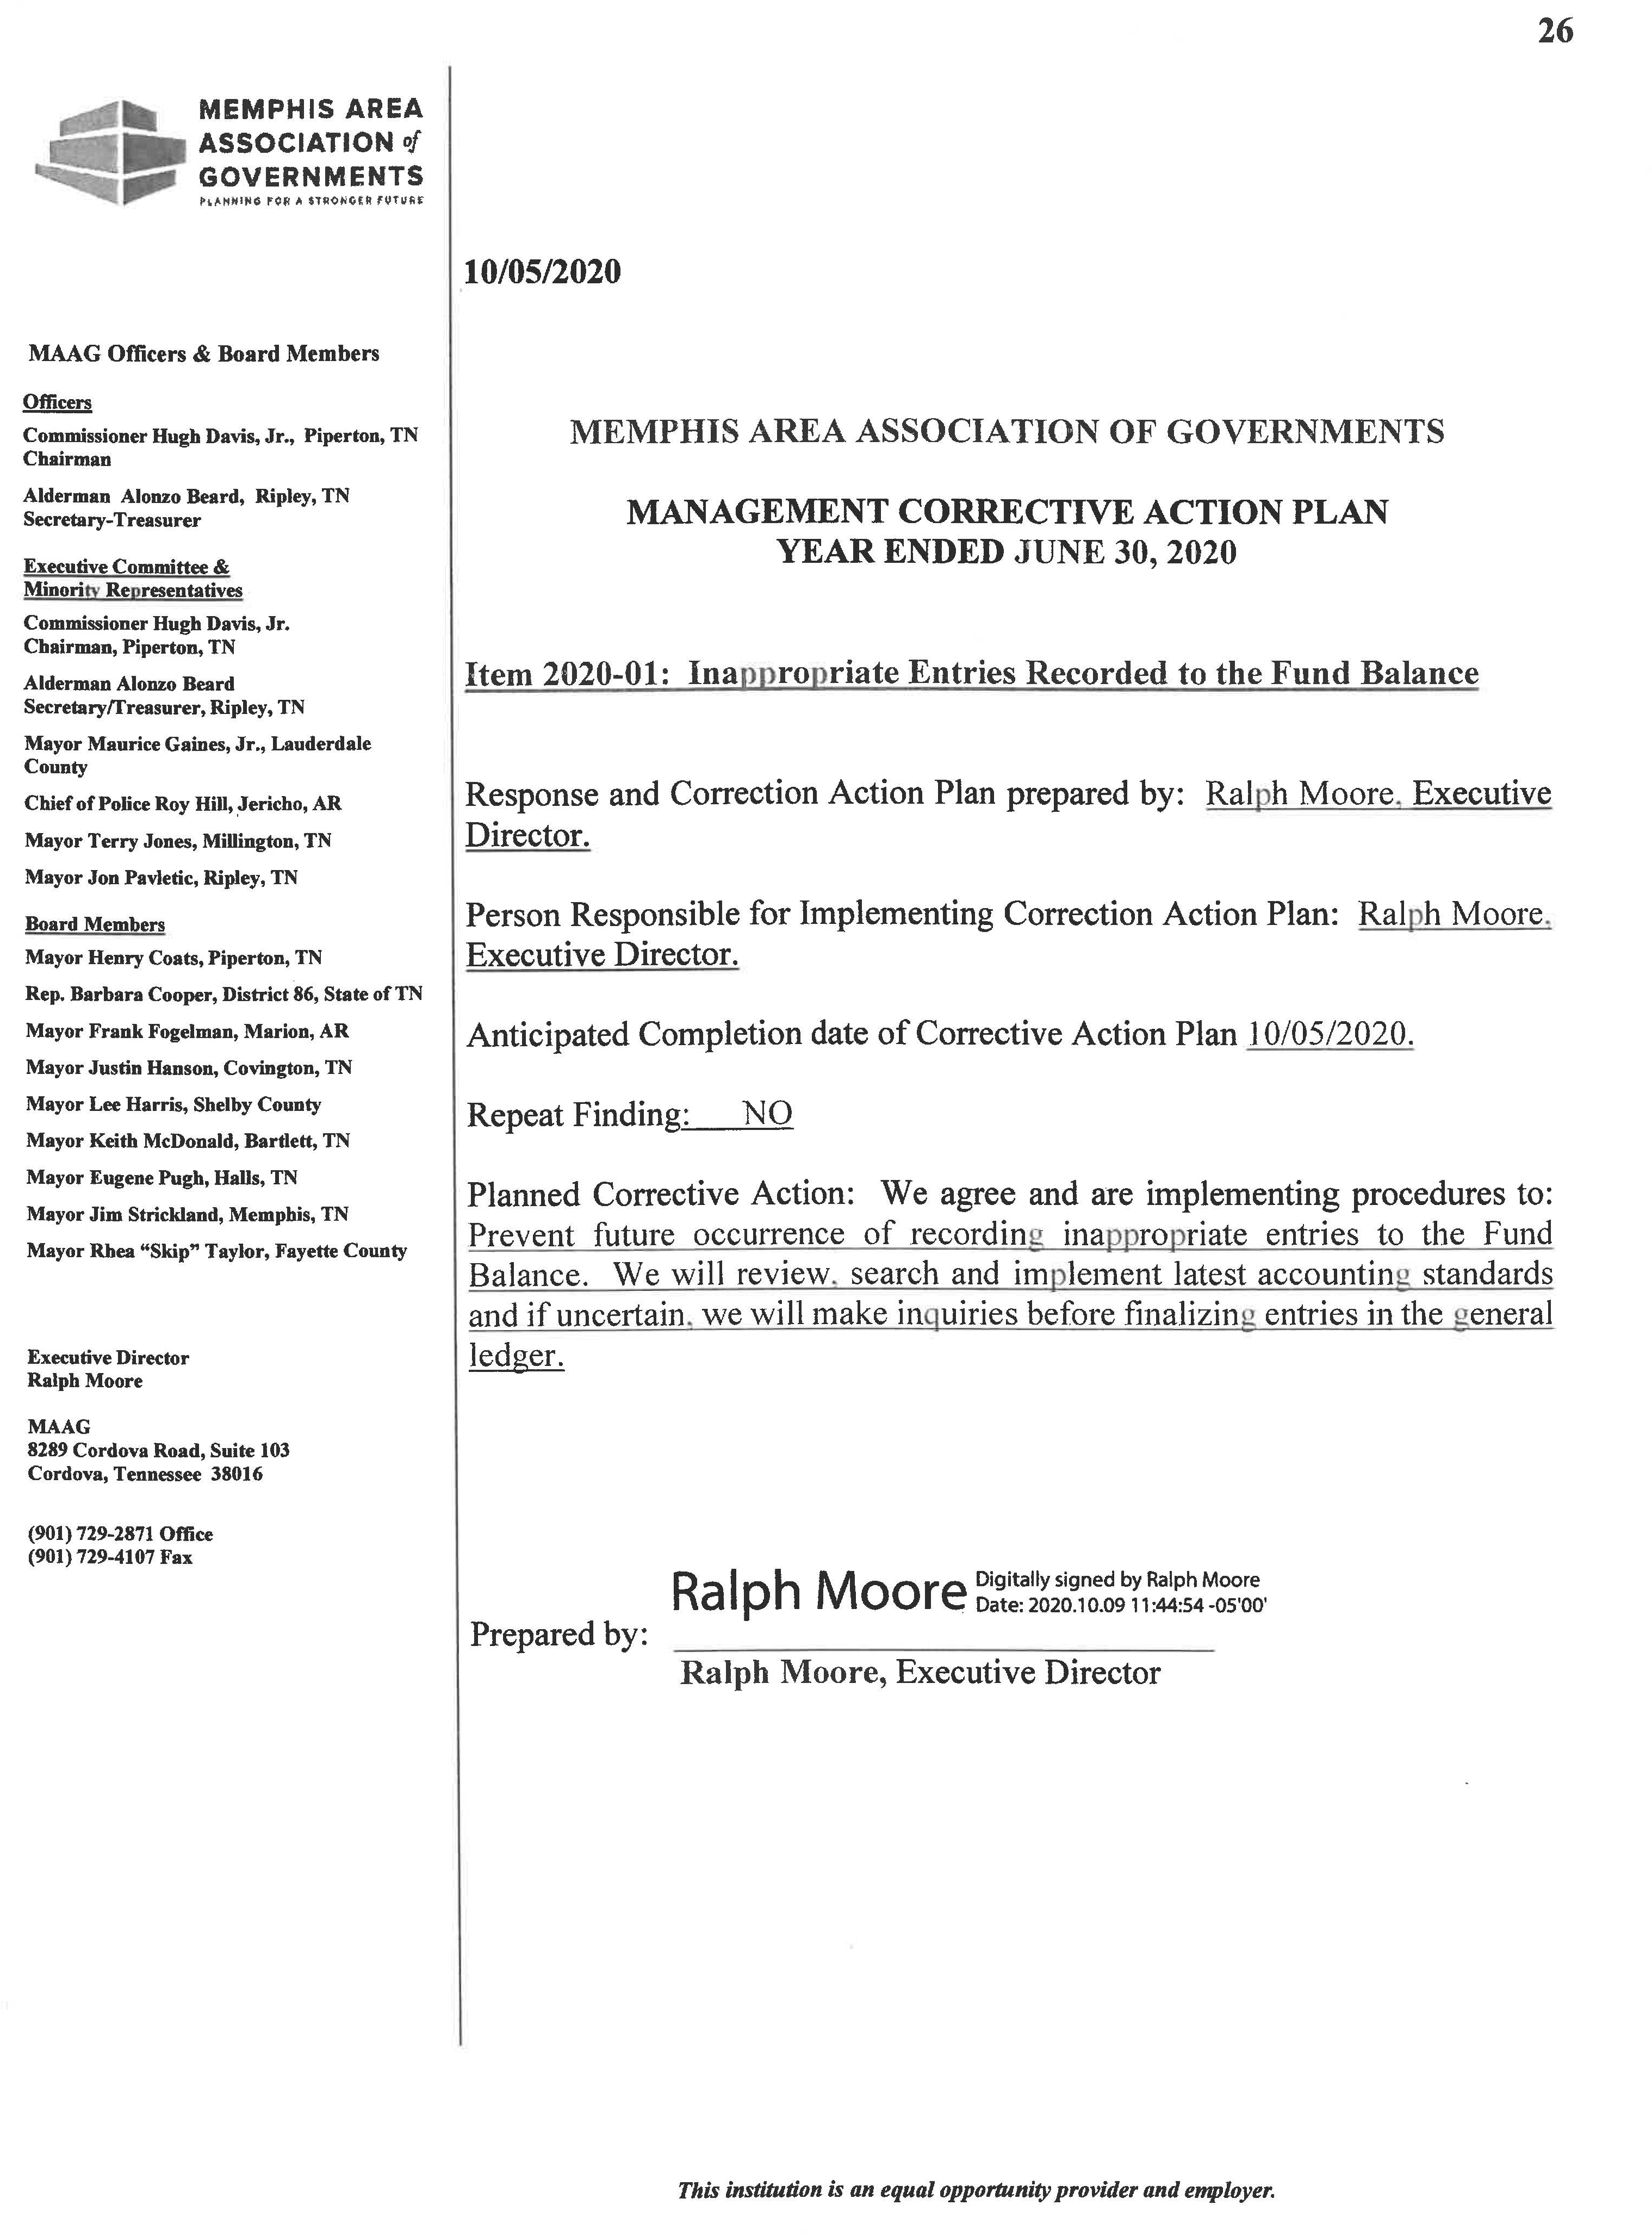 26
MEMPHIS AREA
ASSOCIATION of
GOVERNMENTS
PLANNING FOR A STRONGER FUTURE
10/05/2020
MAAG Officers & Board Members
Officers
Commissioner Hugh Davis, Jr., Piperton, TN
Chairman
Alderman Alonzo Beard, Ripley, TN
Secretary-Treasurer
Executive Committee &
Minority Representatives
Commissioner Hugh Davis, Jr.
Chairman, Piperton, TN
Alderman Alonzo Beard
Secretary/Treasurer, Ripley, TN
Mayor Maurice Gaines, Jr., Lauderdale
County
Chief of Police Roy Hill, Jericho, AR
Mayor Terry Jones, Millington, TN
Mayor Jon Pavletic, Ripley, TN
Board Members
Mayor Henry Coats, Piperton, TN
Rep. Barbara Cooper, District 86, State of TN
Mayor Frank Fogelman, Marion, AR
Mayor Justin Hanson, Covington, TN
Mayor Lee Harris, Shelby County
Mayor Keith McDonald, Bartlett, TN
Mayor Eugene Pugh, Halls, TN
Mayor Jim Strickland, Memphis, TN
Mayor Rhea “Skip” Taylor, Fayette County
Executive Director
Ralph Moore
MAAG
8289 Cordova Road, Suite 103
Cordova, Tennessee 38016
(901) 729-2871 Office
(901) 729-4107 Fax
MEMPHIS AREA ASSOCIATION OF GOVERNMENTS
MANAGEMENT CORRECTIVE ACTION PLAN
YEAR ENDED JUNE 30, 2020
Item 2020-01: Inappropriate Entries Recorded to the Fund Balance
Response and Correction Action Plan prepared by: Ralph Moore, Executive
Director.
Person Responsible for Implementing Correction Action Plan: Ralph Moore,
Executive Director.
Anticipated Completion date of Corrective Action Plan 10/05/2020.
Repeat Finding: NO
Planned Corrective Action: We agree and are implementing procedures to:
Prevent future occurrence of recording inappropriate entries to the Fund
Balance. We will review, search and implement latest accounting standards
and if uncertain, we will make inquiries before finalizing entries in the general
ledger.
Ralph Moore Digitally signed by Ralph Moore
Date: 2020.10.09 11:44:54 -05'00'
Prepared by:
Ralph Moore, Executive Director
This institution is an equal opportunity provider and employer.